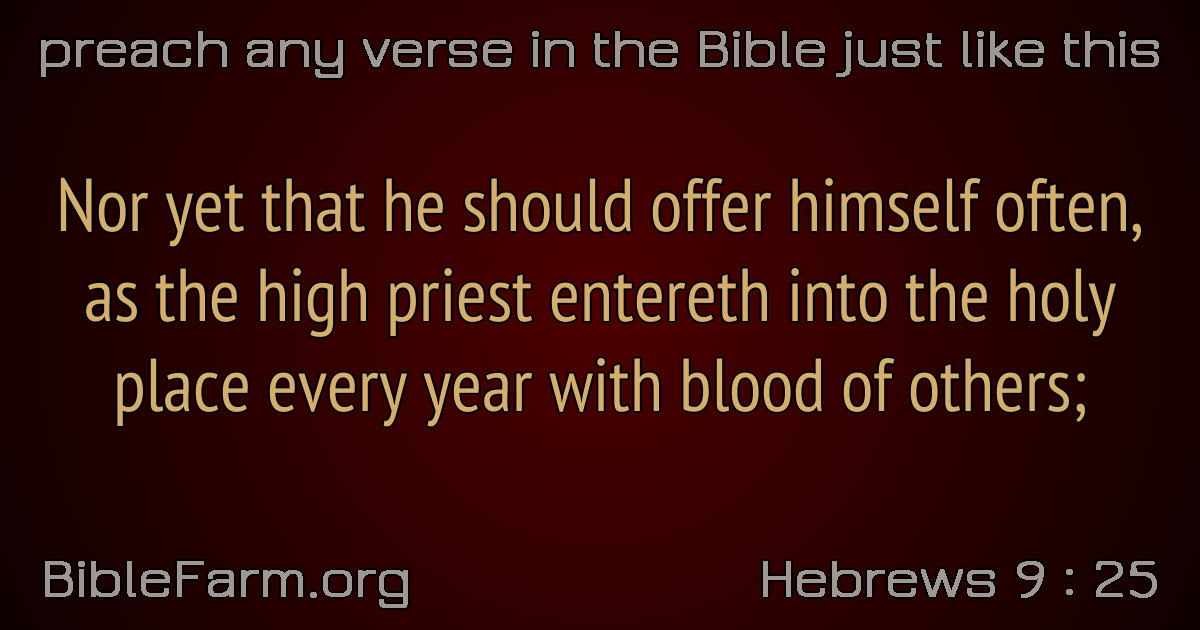 preach any verse in the Bible just like this
Nor yet that he should offer himself often,
as the high priest entereth into the holy
place every year with blood of others;
BibleFarm.org
Hebrews 9 : 25